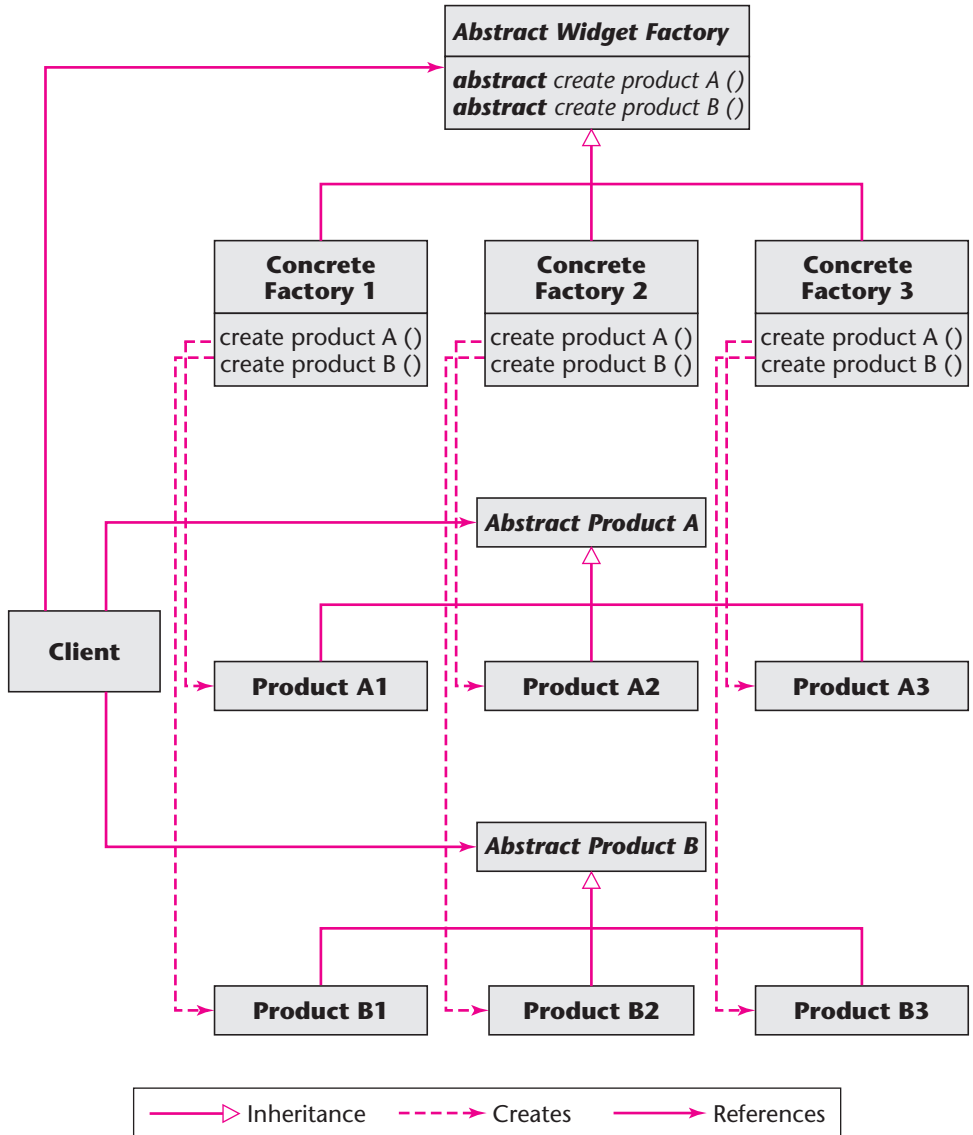 Abstract Widget Factory
abstract create product A ()
abstract create product B ()
Concrete
Factory 1
create product A ()
create product B ()
Concrete
Factory 2
create product A ()
create product B ()
Concrete
Factory 3
create product A ()
create product B ()
Abstract Product A
Client
Product A1
Product A2
Product A3
Abstract Product B
Product B1
Product B2
Product B3
Inheritance
Creates
References